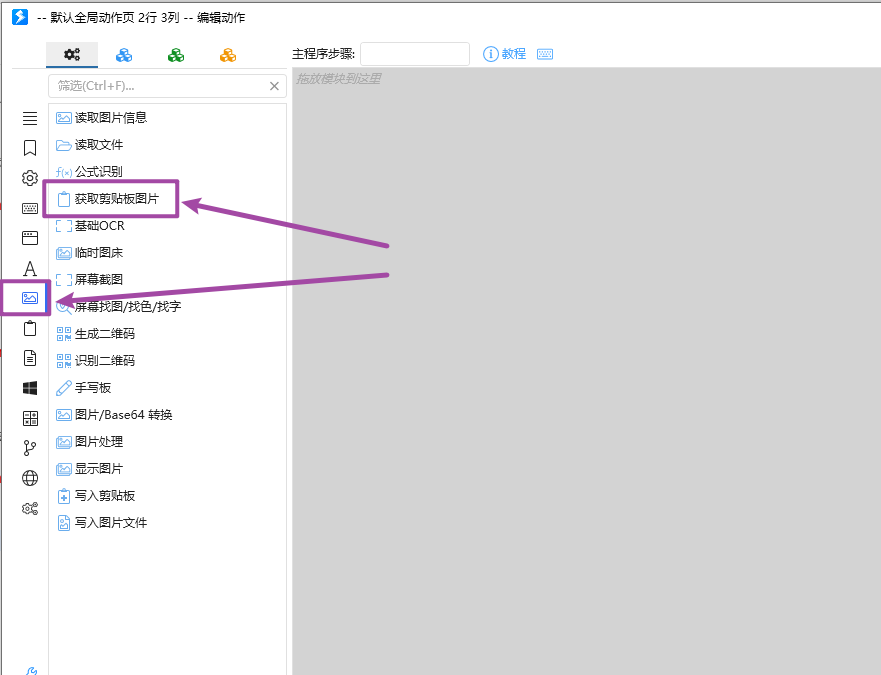 -- 默认全局动作页 2行 3列 -- 编辑动作
主程序步骤:
教程
筛选(Ctrl+F)...
拖放模块到这里
读取图片信息
读取文件
f(x) 公式识别
获取剪贴板图片
基础OCR
临时图床
屏幕截图
屏幕找图/找色/找字
生成二维码
识别二维码
手写板
图片/Base64 转换
图片处理
显示图片
写入剪贴板
写入图片文件